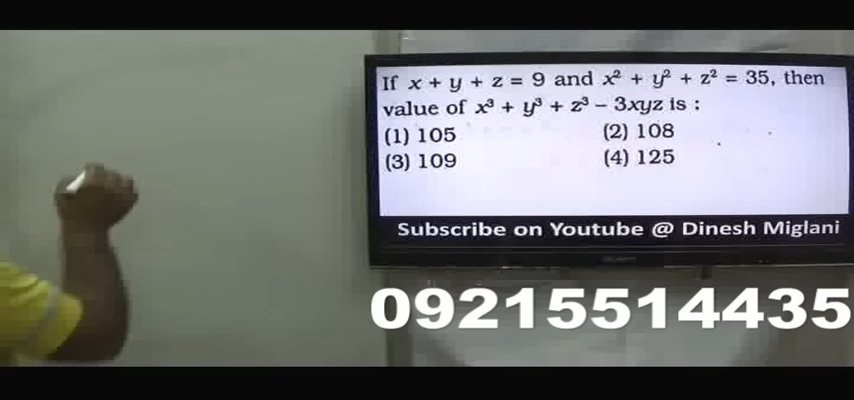 If x + y + z = 9 and x² + y² + z² = 35, then
value of x³ + y³ + z³ – 3xyz is :
(1) 105 (2) 108
(3) 109 (4) 125
Subscribe on Youtube @ Dinesh Miglani
09215514435